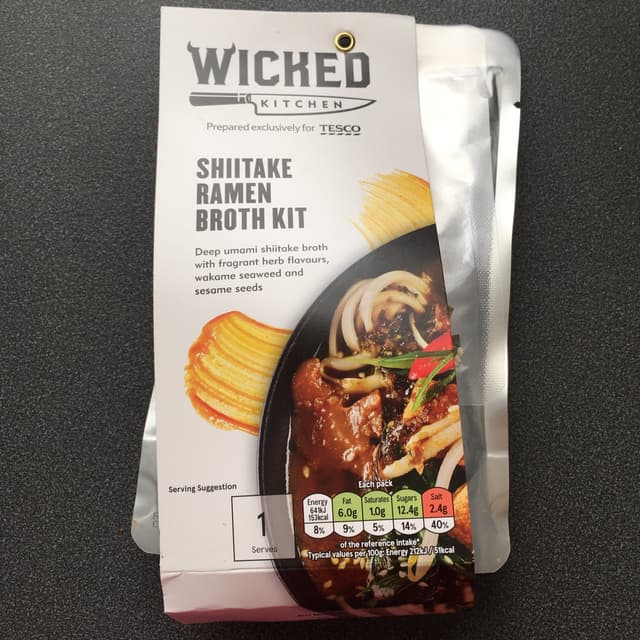 WICKED
KITCHEN
Prepared exclusively for TESCO
SHIITAKE
RAMEN
BROTH KIT
Deep umami shiitake broth
with fragrant herb flavours,
wakame seaweed and
sesame seeds
Serving Suggestion
1
Serves
Each pack
Energy 641kJ 153kcal 8%
Fat 6.0g 9%
Saturates 1.0g 5%
Sugars 12.4g 14%
Salt 2.4g 40%
of the reference intake*
Typical values per 100g: Energy 212kJ / 51kcal